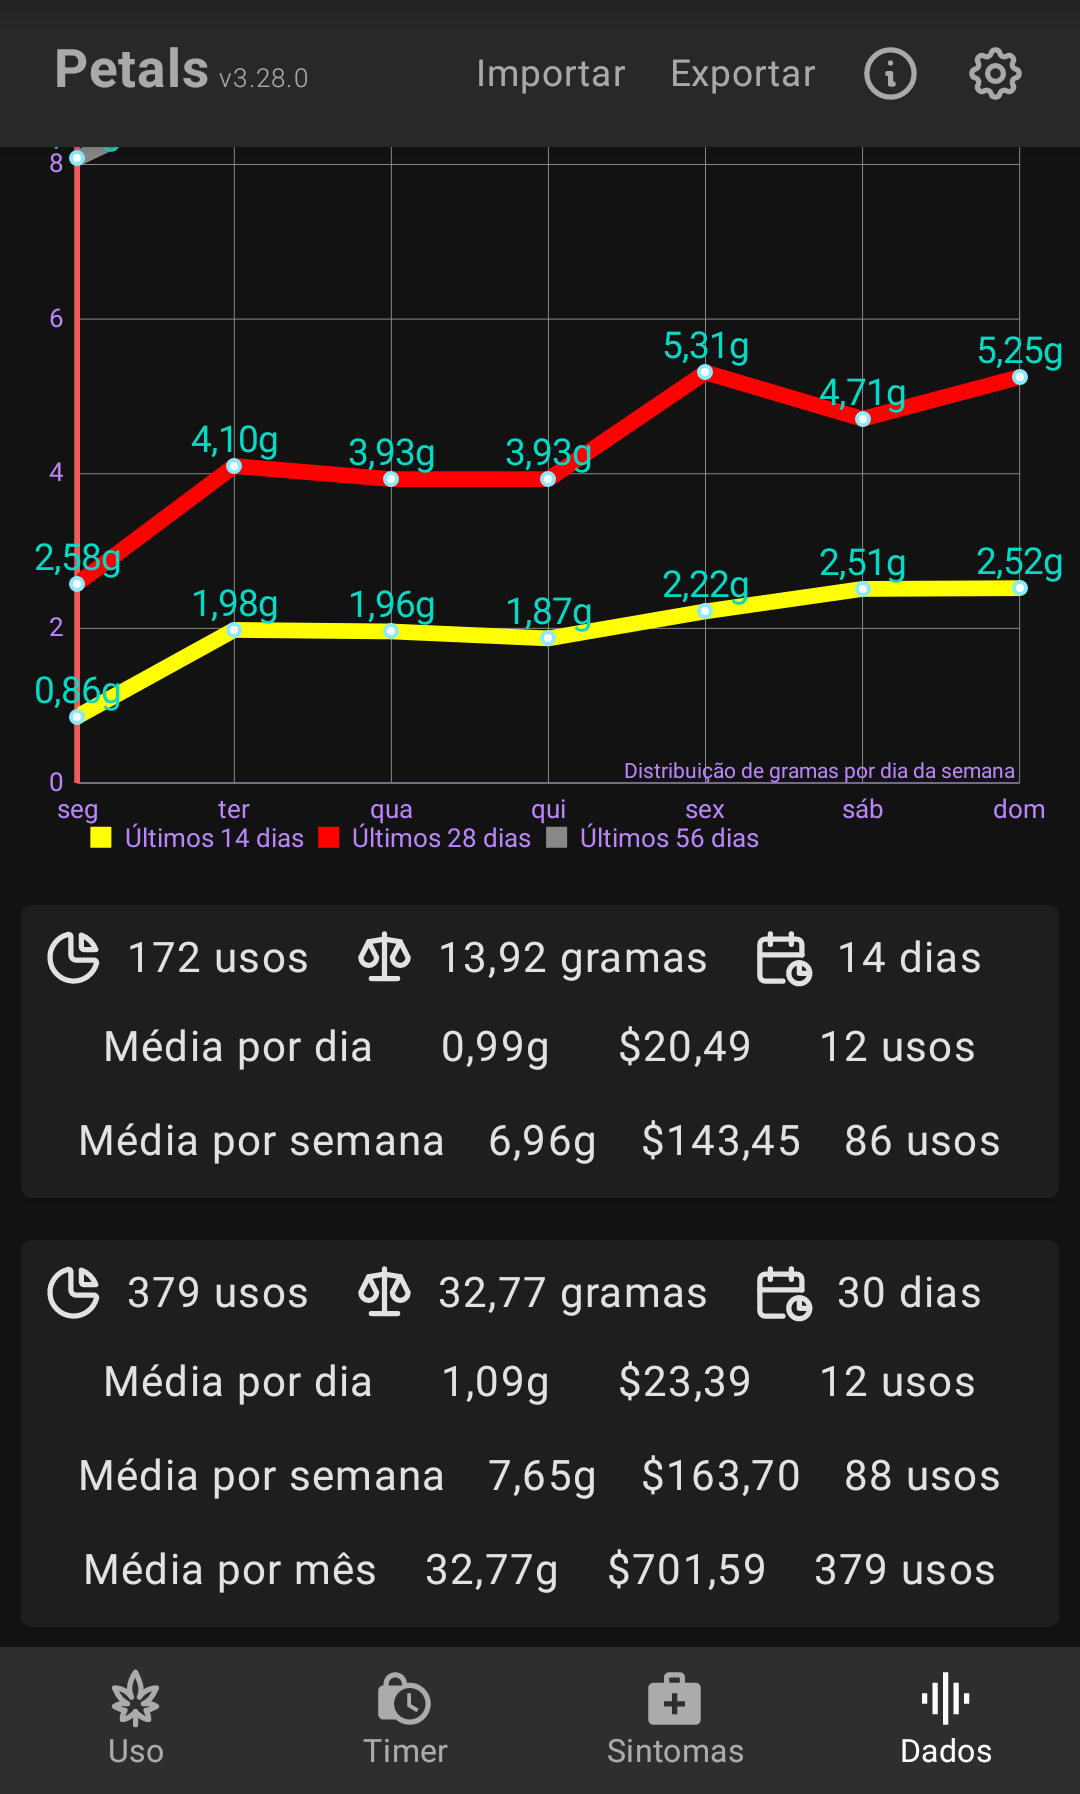 Petals v3.28.0 Importar Exportar
8
6
4
2
0
5,31g 5,25g
4,71g
4,10g 3,93g 3,93g
2,58g 2,51g 2,52g
2,22g
1,98g 1,96g 1,87g
0,86g
Distribuição de gramas por dia da semana
seg ter qua qui sex sáb dom
Últimos 14 dias Últimos 28 dias Últimos 56 dias
172 usos 13,92 gramas 14 dias
Média por dia 0,99g $20,49 12 usos
Média por semana 6,96g $143,45 86 usos
379 usos 32,77 gramas 30 dias
Média por dia 1,09g $23,39 12 usos
Média por semana 7,65g $163,70 88 usos
Média por mês 32,77g $701,59 379 usos
Uso Timer Sintomas Dados